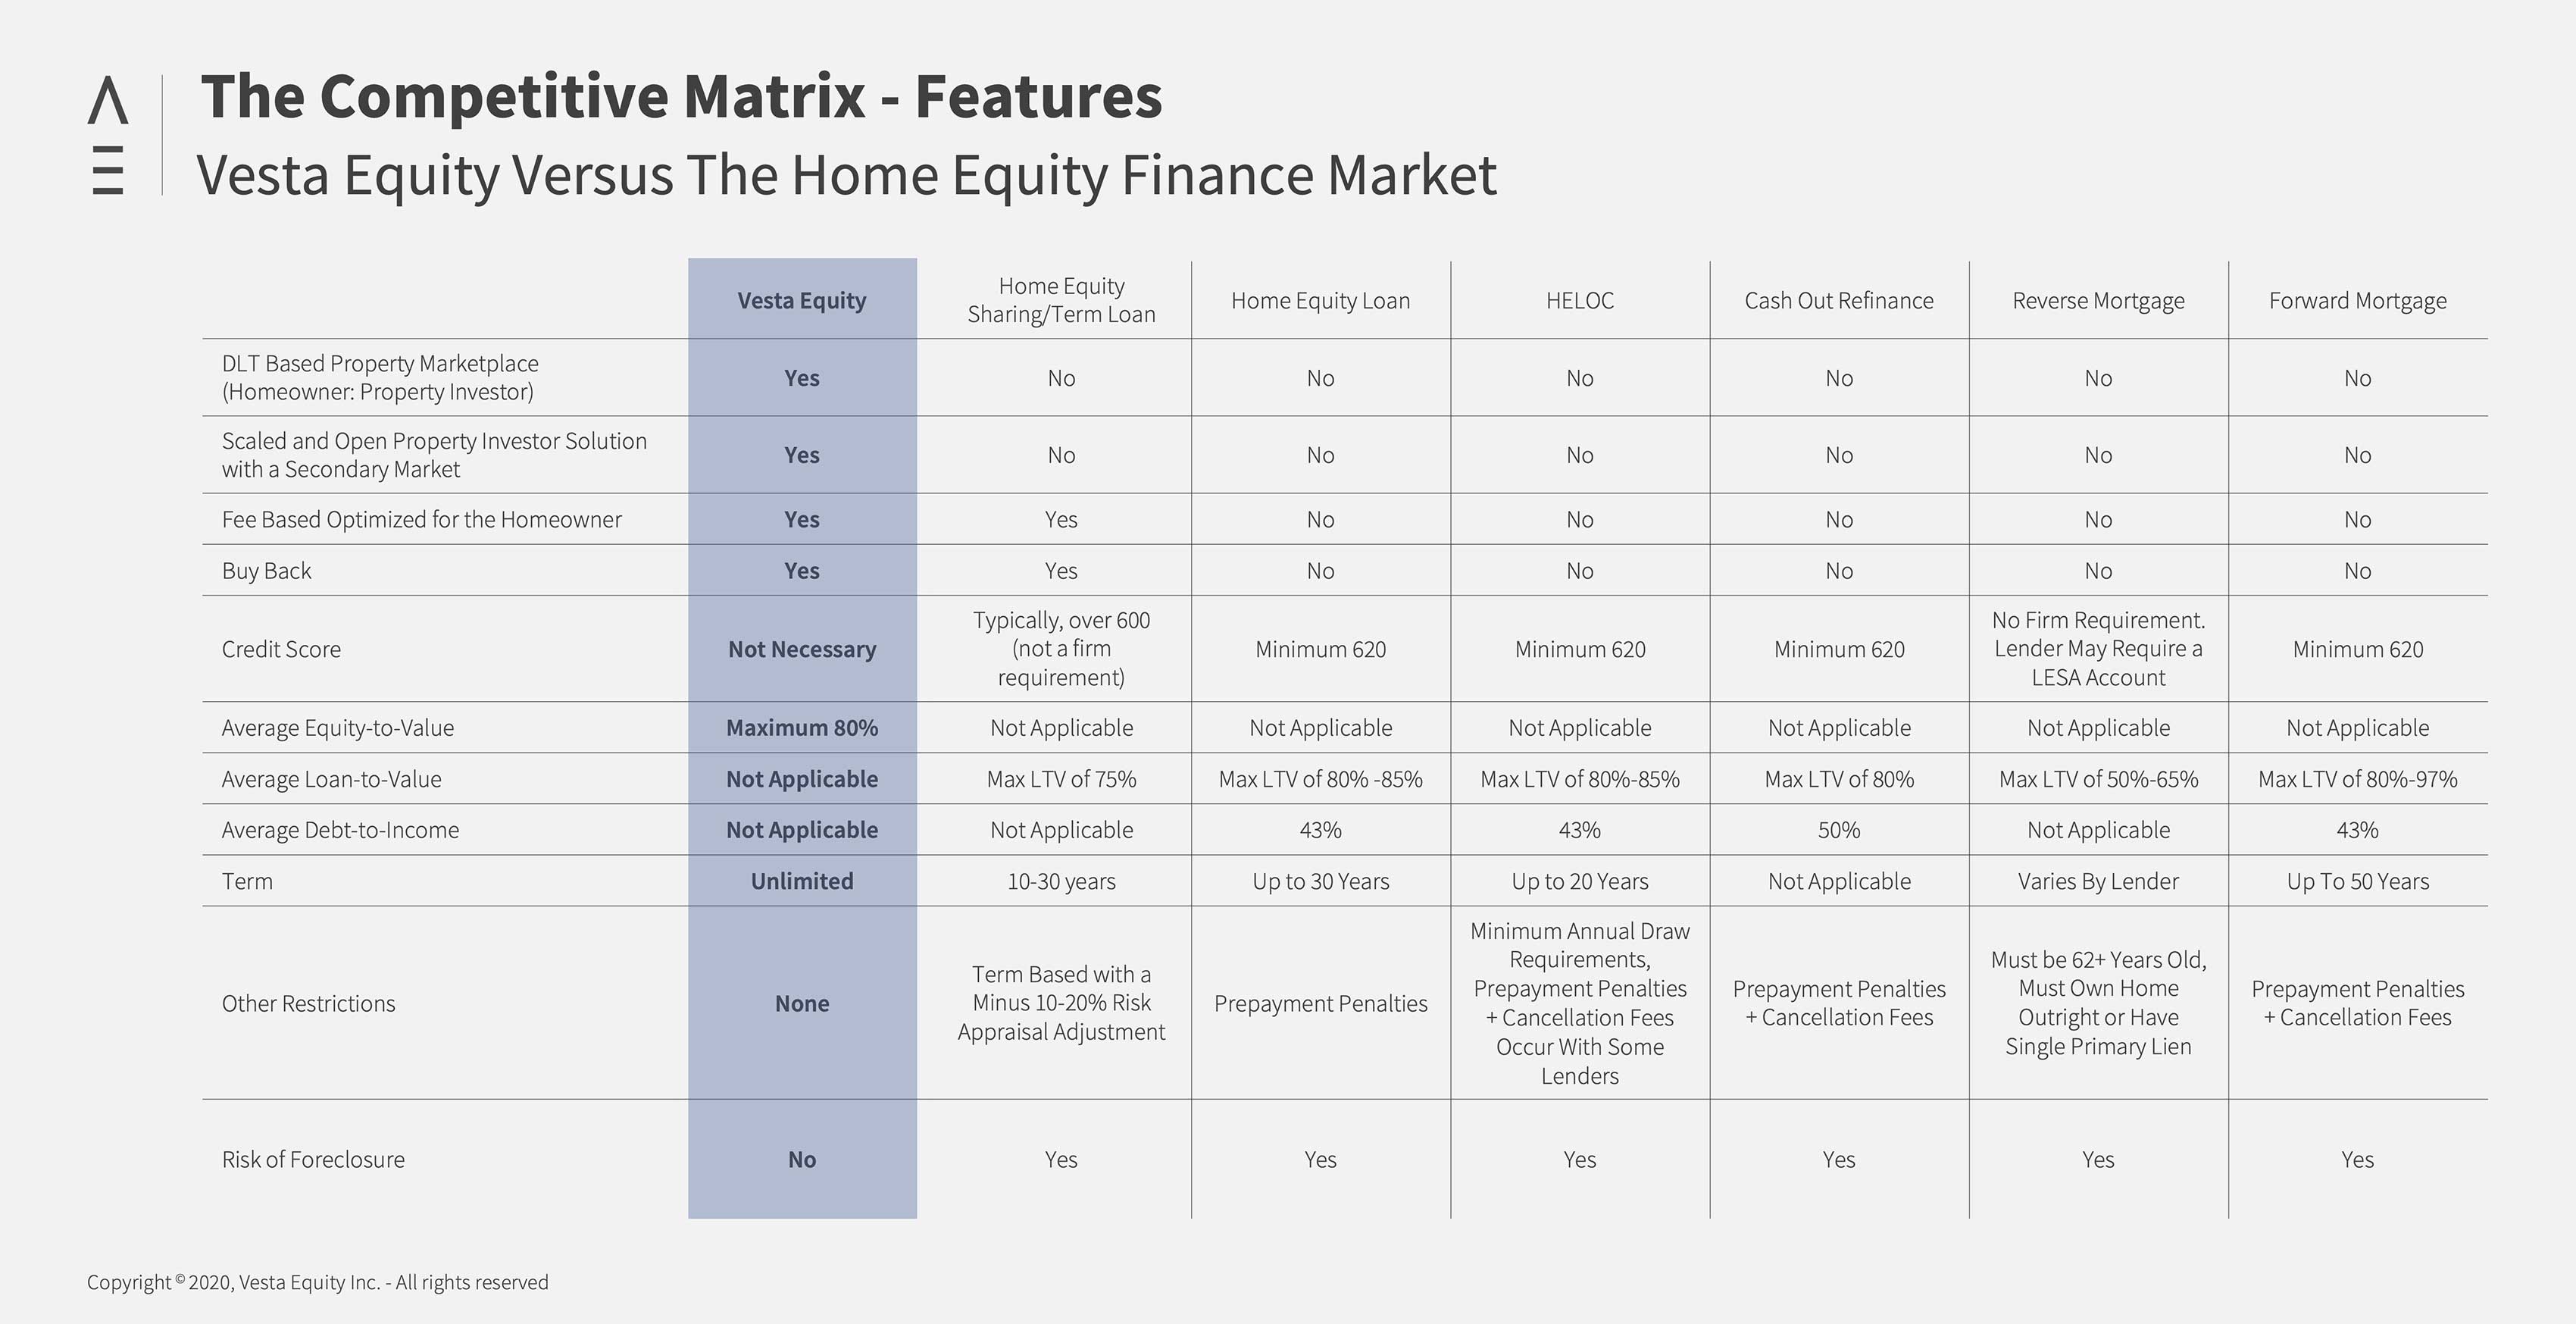 The Competitive Matrix - Features
Vesta Equity Versus The Home Equity Finance Market
Vesta Equity
Home Equity
Sharing/Term Loan
Home Equity Loan
HELOC
Cash Out Refinance
Reverse Mortgage
Forward Mortgage
DLT Based Property Marketplace
(Homeowner: Property Investor)
Yes
No
No
No
No
No
No
Scaled and Open Property Investor Solution
with a Secondary Market
Yes
No
No
No
No
No
No
Fee Based Optimized for the Homeowner
Yes
Yes
No
No
No
No
No
Buy Back
Yes
Yes
No
No
No
No
No
Credit Score
Not Necessary
Typically, over 600
(not a firm
requirement)
Minimum 620
Minimum 620
Minimum 620
No Firm Requirement.
Lender May Require a
LESA Account
Minimum 620
Average Equity-to-Value
Maximum 80%
Not Applicable
Not Applicable
Not Applicable
Not Applicable
Not Applicable
Not Applicable
Average Loan-to-Value
Not Applicable
Max LTV of 75%
Max LTV of 80% -85%
Max LTV of 80%-85%
Max LTV of 80%
Max LTV of 50%-65%
Max LTV of 80%-97%
Average Debt-to-Income
Not Applicable
Not Applicable
43%
43%
50%
Not Applicable
43%
Term
Unlimited
10-30 years
Up to 30 Years
Up to 20 Years
Not Applicable
Varies By Lender
Up To 50 Years
Other Restrictions
None
Term Based with a
Minus 10-20% Risk
Appraisal Adjustment
Prepayment Penalties
Minimum Annual Draw
Requirements,
Prepayment Penalties
+ Cancellation Fees
Occur With Some
Lenders
Prepayment Penalties
+ Cancellation Fees
Must be 62+ Years Old,
Must Own Home
Outright or Have
Single Primary Lien
Prepayment Penalties
+ Cancellation Fees
Risk of Foreclosure
No
Yes
Yes
Yes
Yes
Yes
Yes
Copyright © 2020, Vesta Equity Inc. - All rights reserved